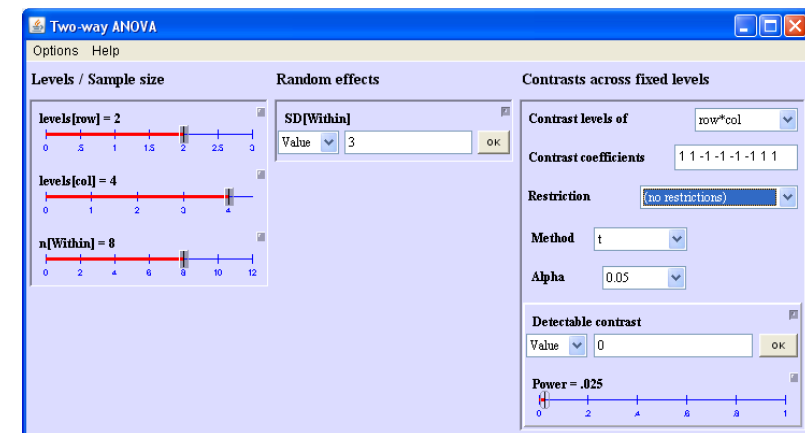 Two-way ANOVA
Options Help
Levels / Sample size
levels[row] = 2
0 .5 1 1.5 2 2.5 3
levels[col] = 4
0 1 2 3 4
n[Within] = 8
0 2 4 6 8 10 12
Random effects
SD[Within]
Value 3 OK
Contrasts across fixed levels
Contrast levels of row*col
Contrast coefficients 1 1 -1 -1 -1 -1 1 1
Restriction (no restrictions)
Method t
Alpha 0.05
Detectable contrast
Value 0 OK
Power = .025
0 .2 .4 .6 .8 1